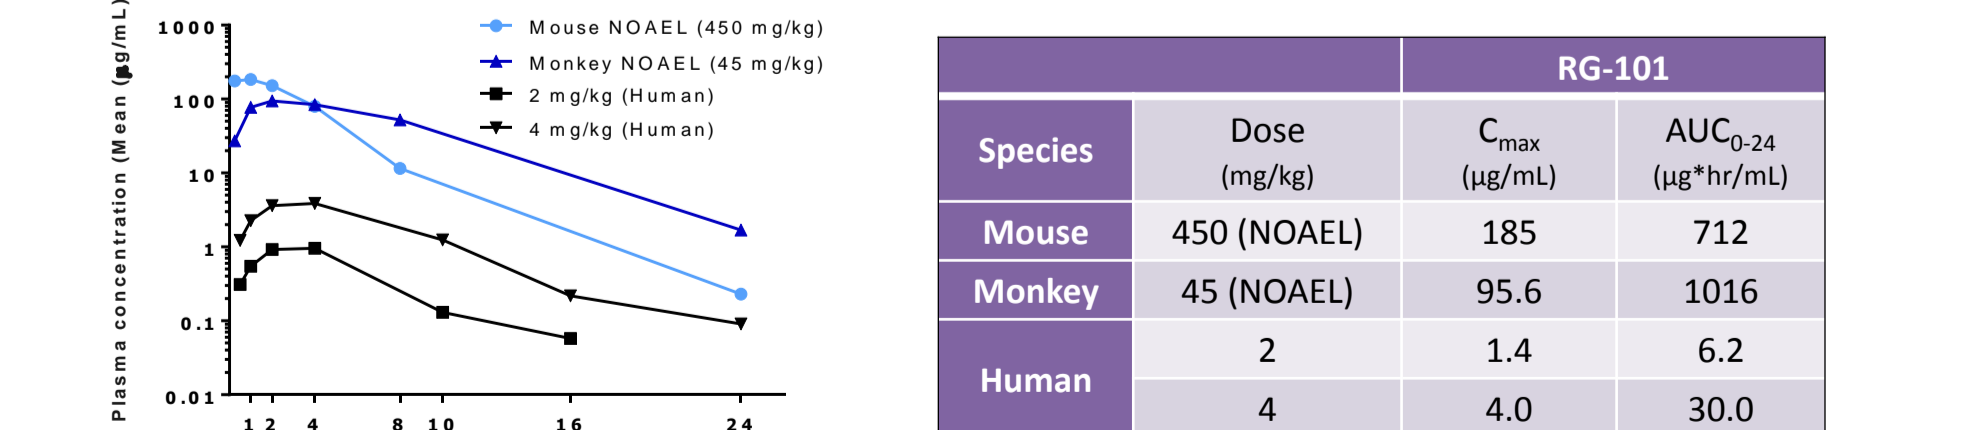 Plasma concentration (Mean (µg/mL)
1000
100
10
1
0.1
0.01
1 2 4 8 10 16 24
Mouse NOAEL (450 mg/kg)
Monkey NOAEL (45 mg/kg)
2 mg/kg (Human)
4 mg/kg (Human)
RG-101
Species Dose (mg/kg) Cmax (µg/mL) AUC0-24 (µg*hr/mL)
Mouse 450 (NOAEL) 185 712
Monkey 45 (NOAEL) 95.6 1016
Human 2 1.4 6.2
4 4.0 30.0